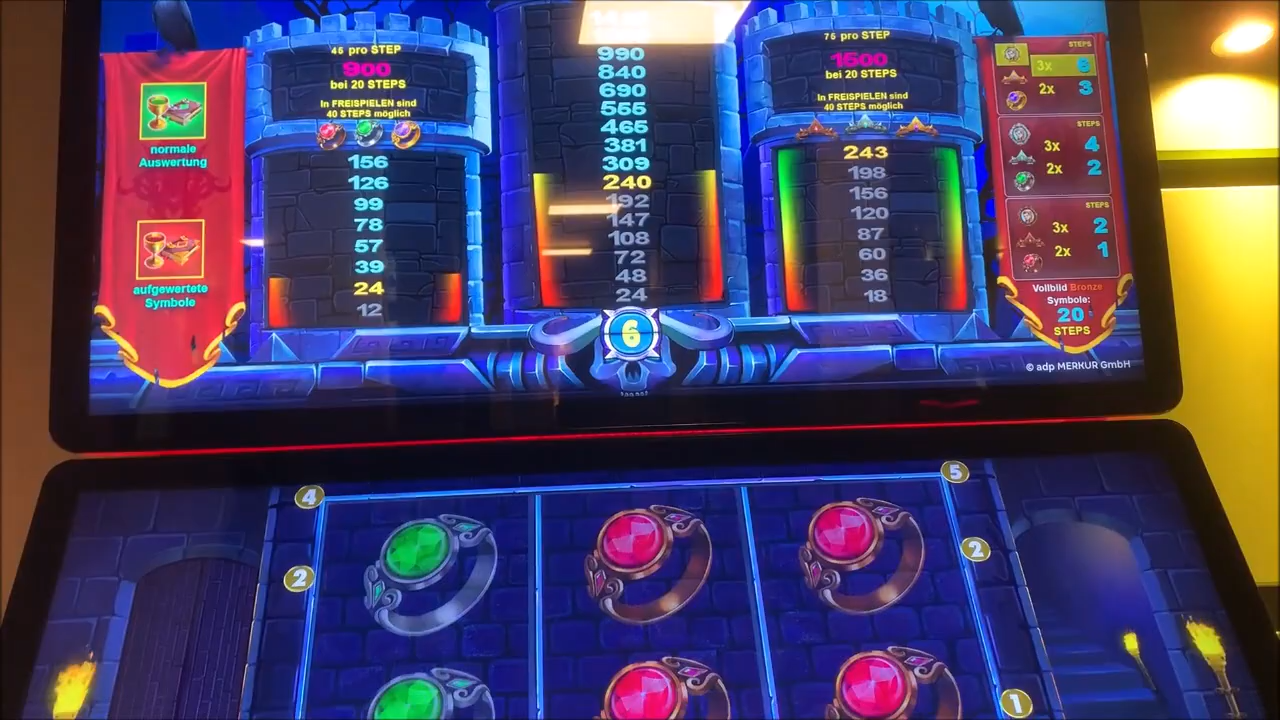 normale
Auswertung
aufgewertete
Symbole
46 pro STEP
900
bei 20 STEPS
In FREISPIELEN sind
40 STEPS möglich
156
126
99
78
57
39
24
12
990
840
690
555
465
381
309
240
192
147
108
72
48
24
6
76 pro STEP
1500
bei 20 STEPS
In FREISPIELEN sind
40 STEPS möglich
243
198
156
120
87
60
36
18
STEPS
3x 8
2x 3
STEPS
3x 4
2x 2
STEPS
3x 2
2x 1
Vollbild Bronze
Symbole:
20
STEPS
© adp MERKUR GmbH
4
5
2
2
1